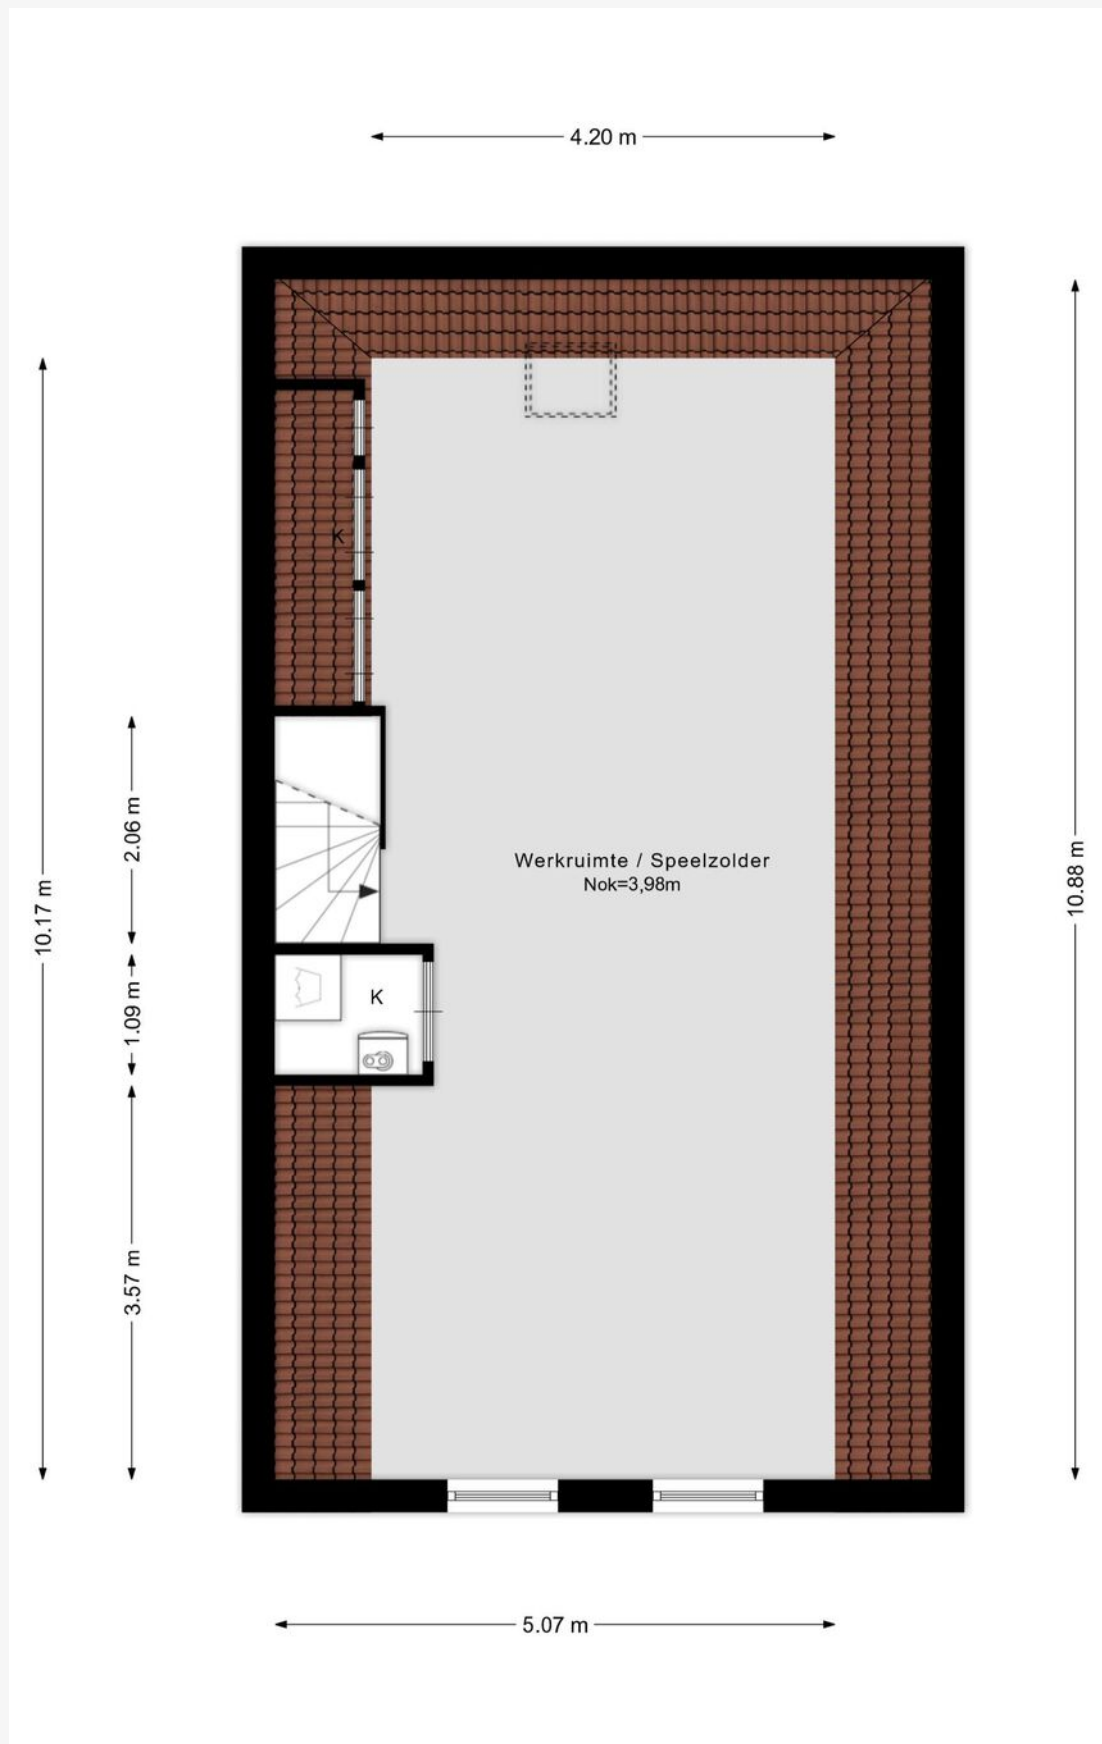 4.20 m
K
2.06 m
Werkruimte / Speelzolder
Nok=3,98m
10.88 m
10.17 m
1.09 m
K
3.57 m
5.07 m